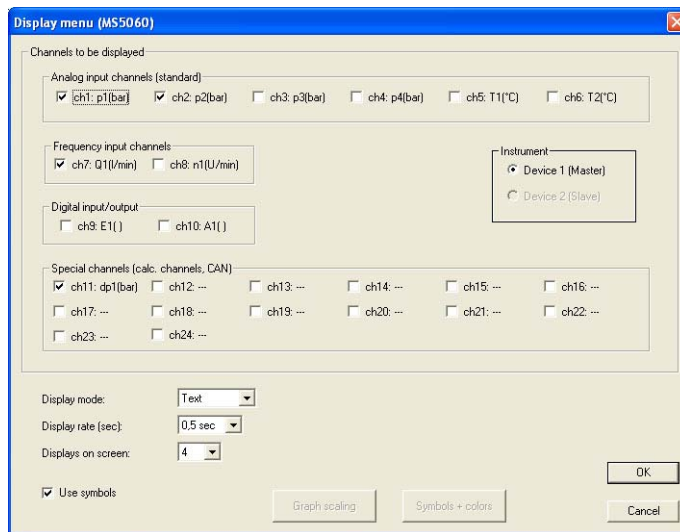 Display menu (MS5060)
Channels to be displayed
Analog input channels (standard)
ch1: p1(bar) ch2: p2(bar) ch3: p3(bar) ch4: p4(bar) ch5: T1(°C) ch6: T2(°C)
Frequency input channels
ch7: Q1(l/min) ch8: n1(U/min)
Instrument
Device 1 (Master)
Device 2 (Slave)
Digital input/output
ch9: E1( ) ch10: A1( )
Special channels (calc. channels, CAN)
ch11: dp1(bar) ch12: --- ch13: --- ch14: --- ch15: --- ch16: ---
ch17: --- ch18: --- ch19: --- ch20: --- ch21: --- ch22: ---
ch23: --- ch24: ---
Display mode: Text
Display rate (sec): 0,5 sec
Displays on screen: 4
Use symbols
Graph scaling
Symbols + colors
OK
Cancel